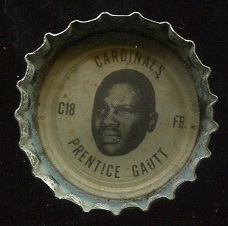 CARDINALS
C18
FB
PRENTICE GAUTT